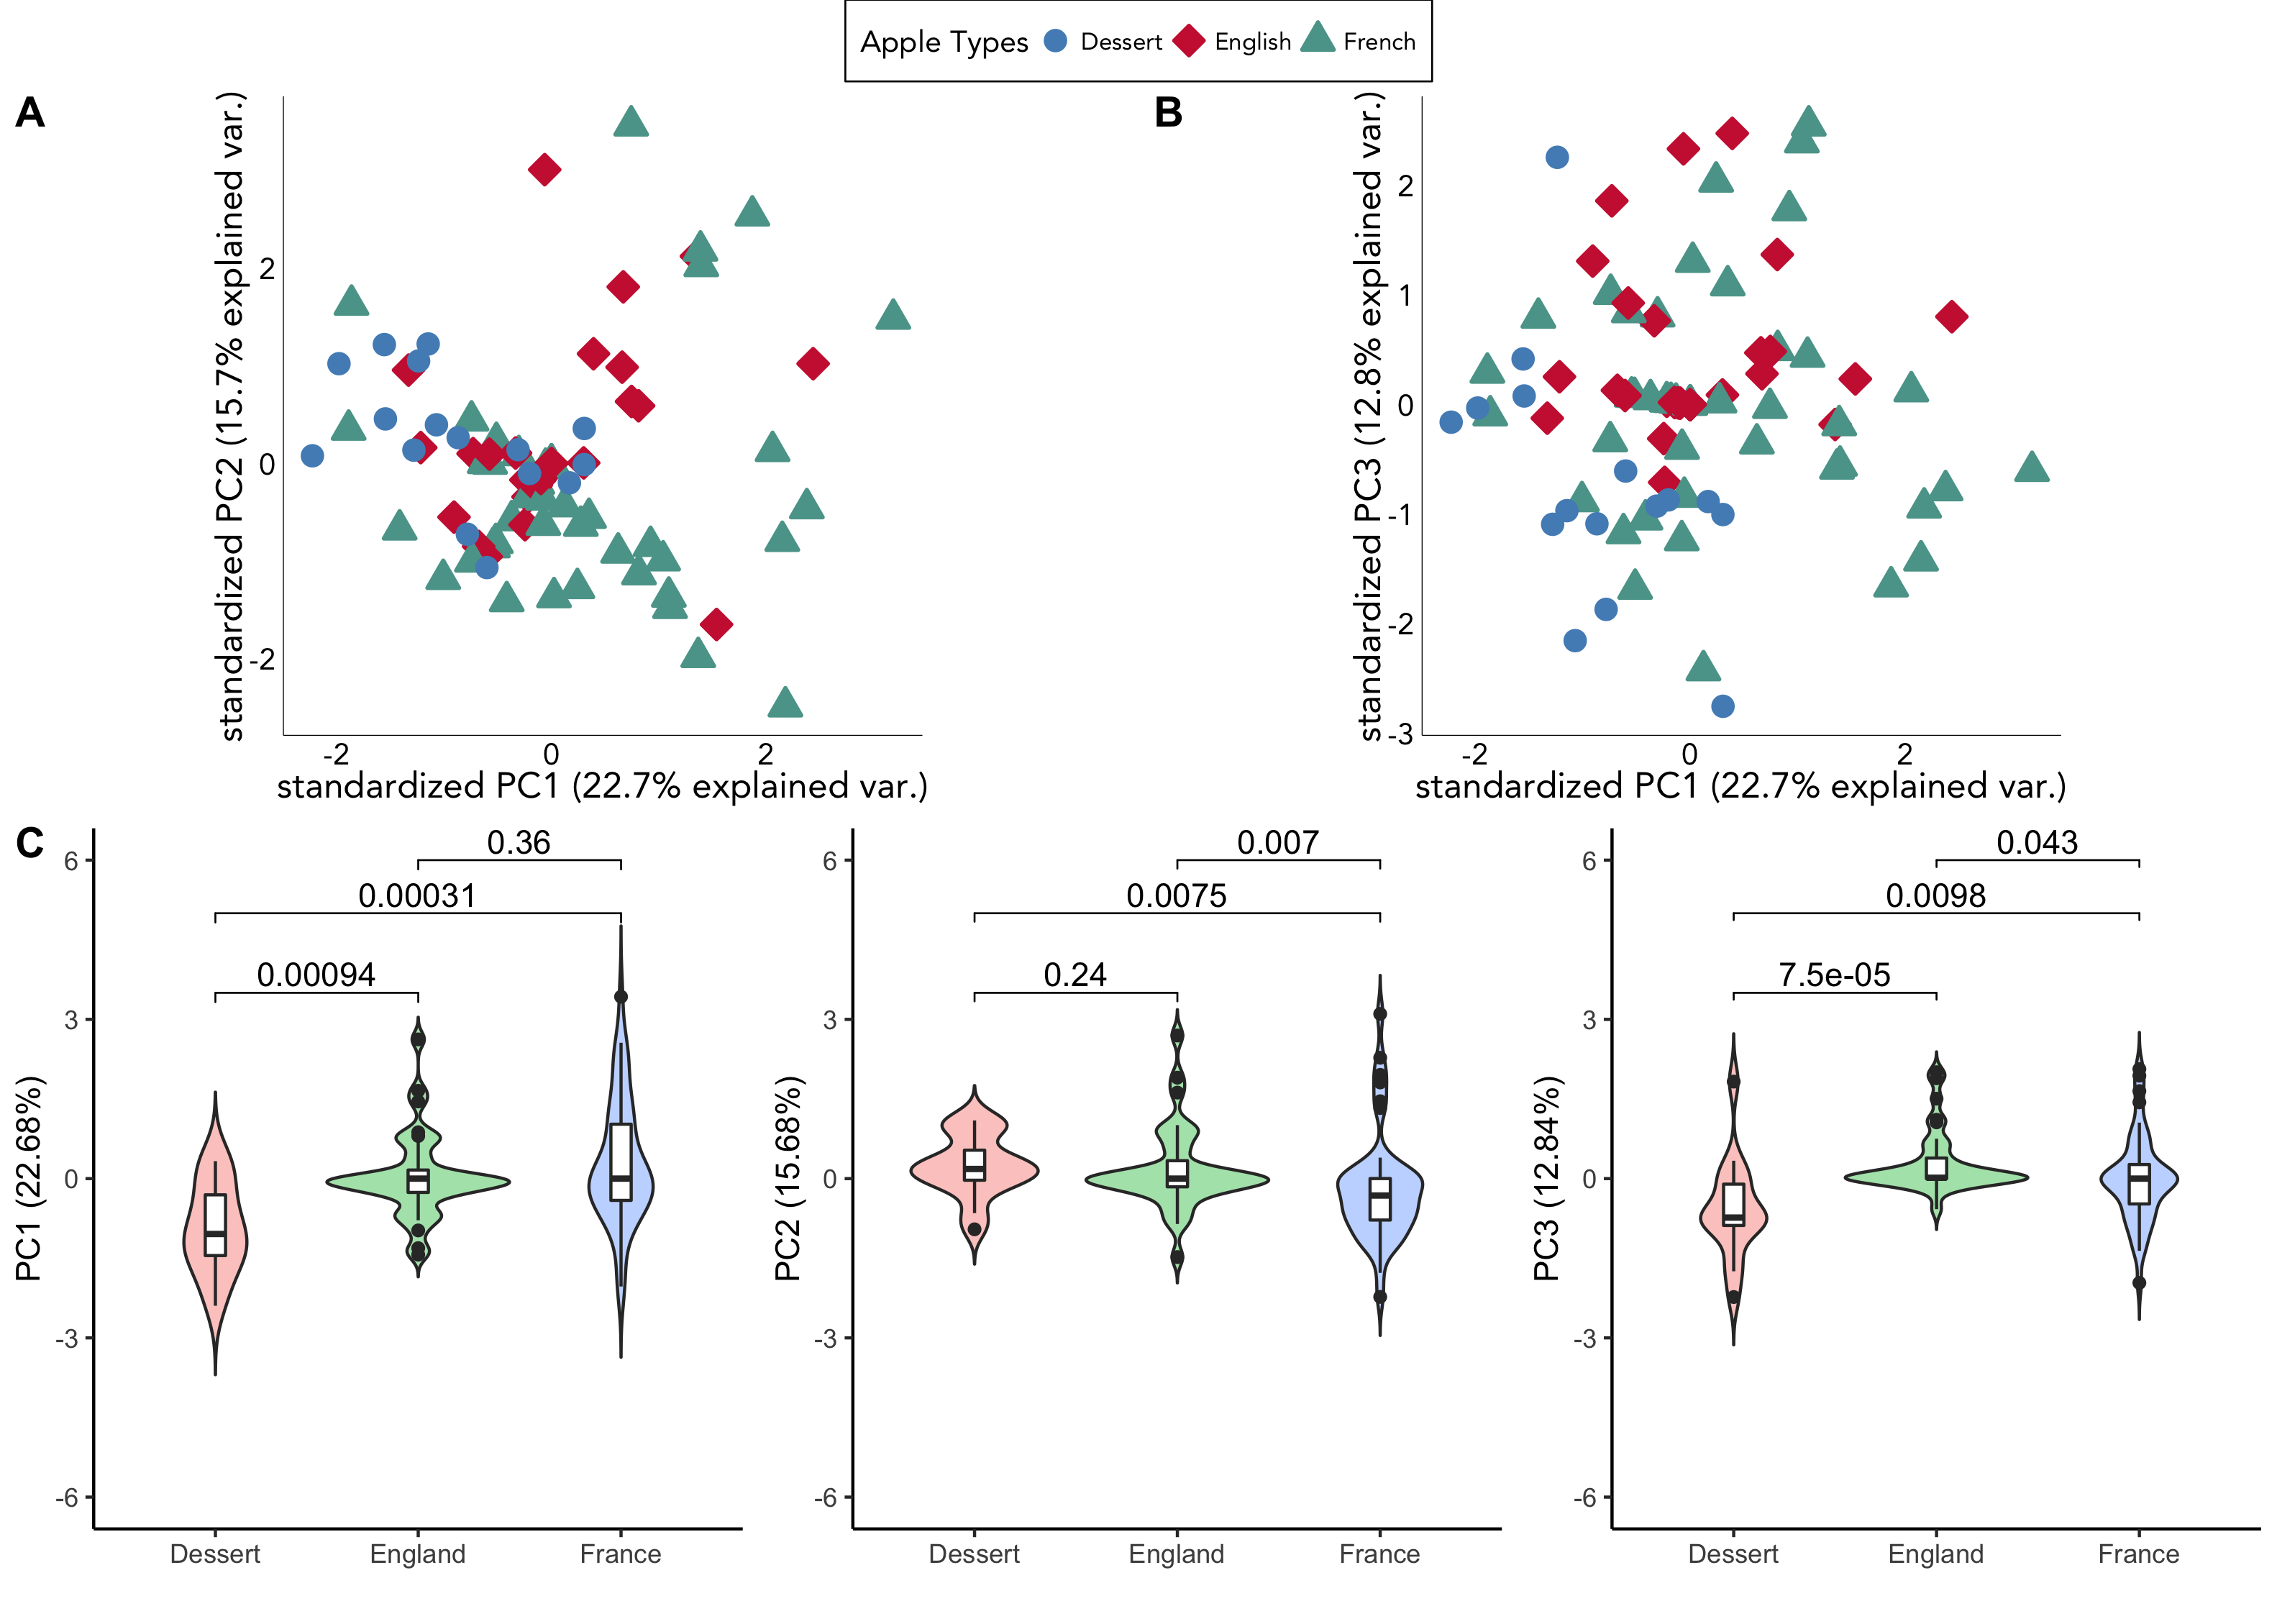 Apple Types Dessert English French
A
standardized PC2 (15.7% explained var.)
2
0
-2
-2 0 2
standardized PC1 (22.7% explained var.)
B
standardized PC3 (12.8% explained var.)
2
1
0
-1
-2
-3
-2 0 2
standardized PC1 (22.7% explained var.)
C
PC1 (22.68%)
6
3
0
-3
-6
0.36
0.00031
0.00094
Dessert England France
PC2 (15.68%)
6
3
0
-3
-6
0.007
0.0075
0.24
Dessert England France
PC3 (12.84%)
6
3
0
-3
-6
0.043
0.0098
7.5e-05
Dessert England France